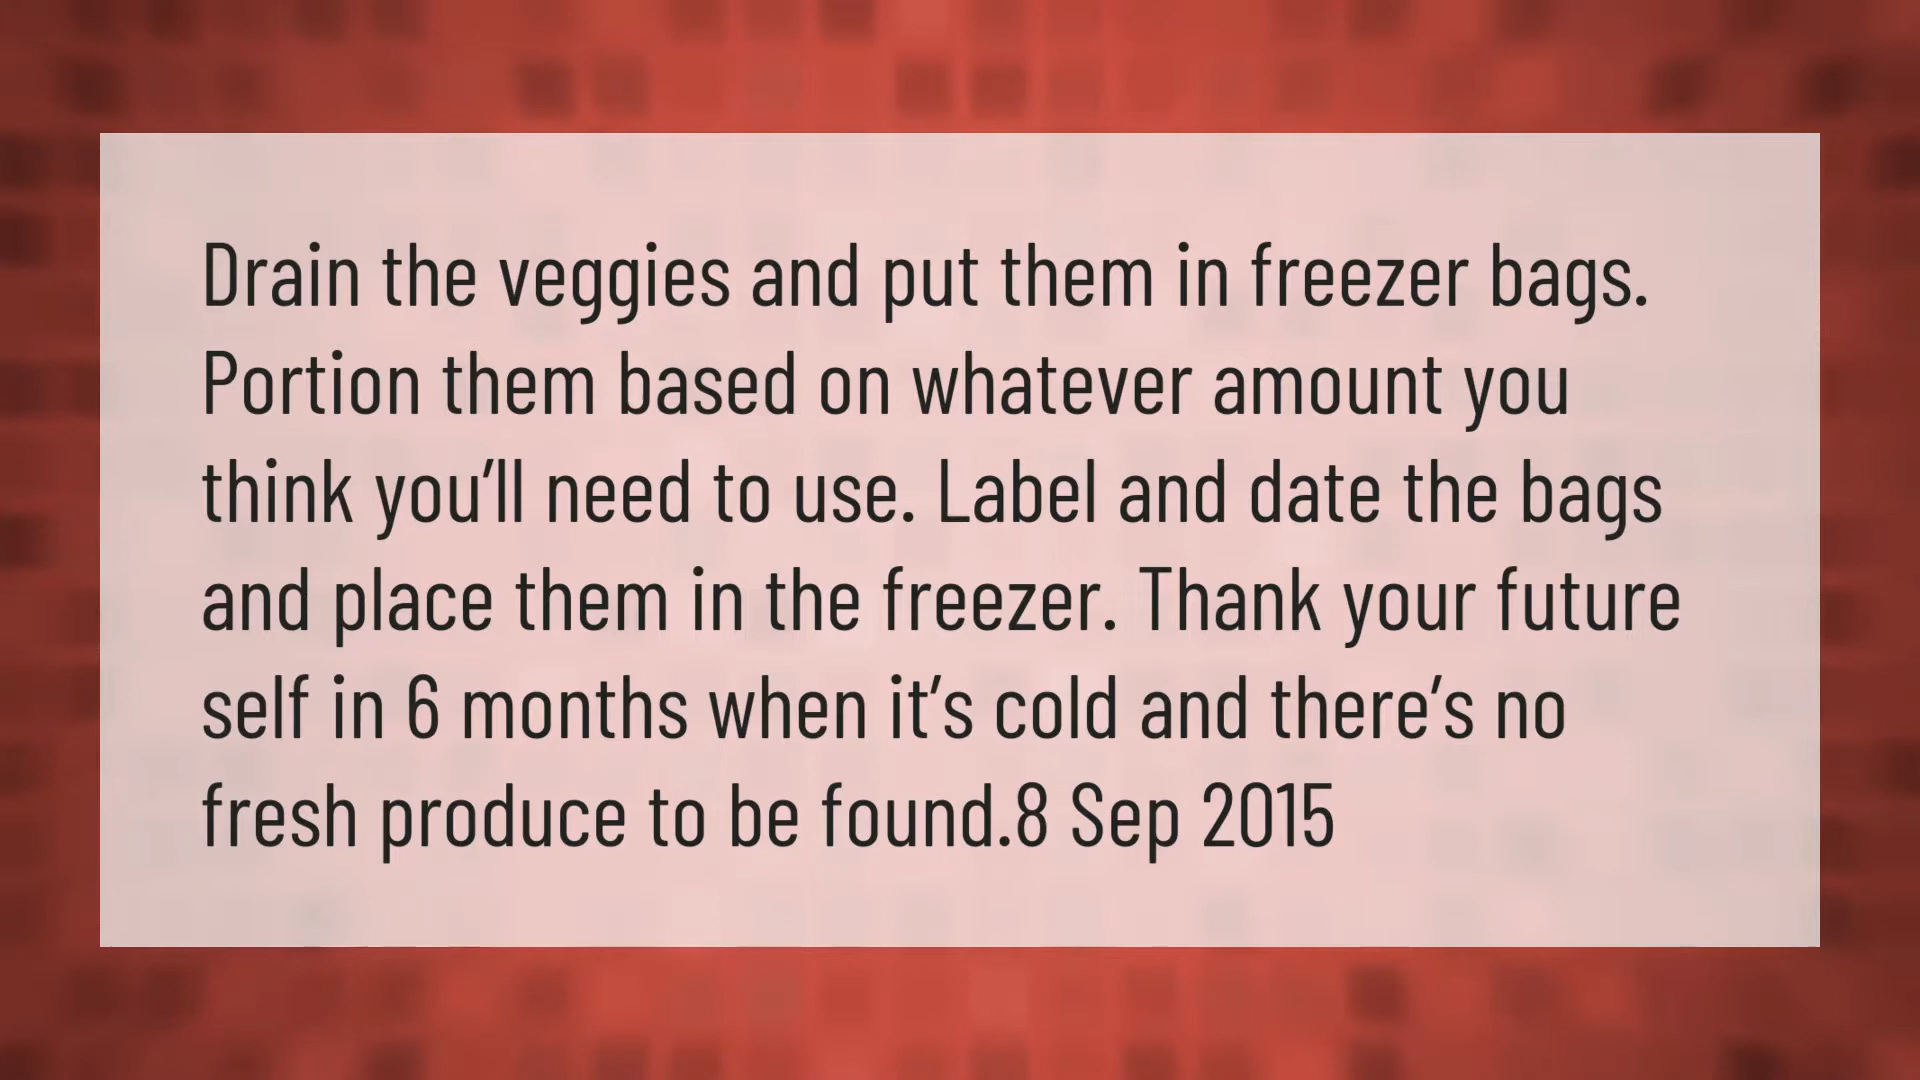 Drain the veggies and put them in freezer bags.
Portion them based on whatever amount you
think you’ll need to use. Label and date the bags
and place them in the freezer. Thank your future
self in 6 months when it’s cold and there’s no
fresh produce to be found.8 Sep 2015